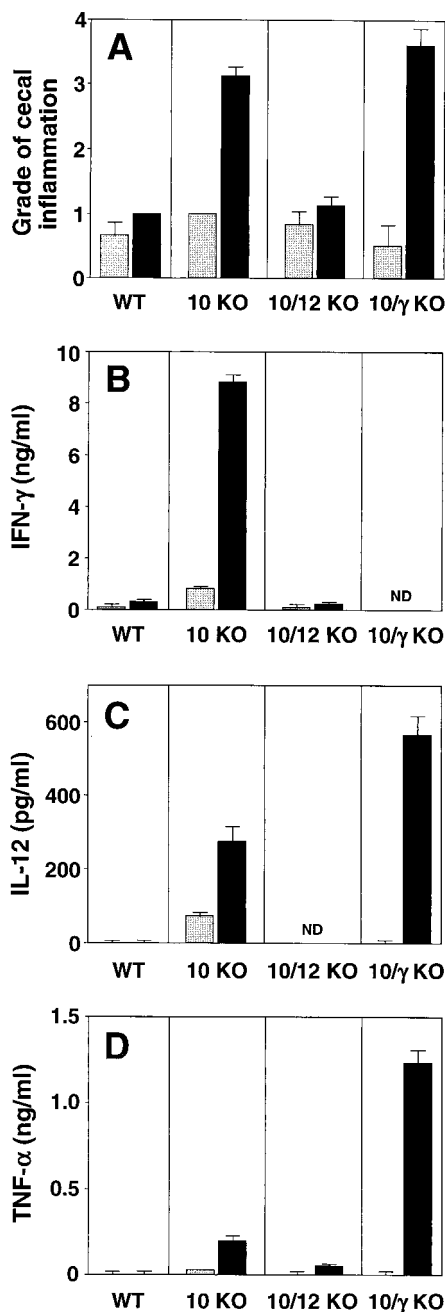 A
Grade of cecal
inflammation
4
3
2
1
0
WT 10 KO 10/12 KO 10/γ KO
B
IFN-γ (ng/ml)
10
8
6
4
2
0
ND
WT 10 KO 10/12 KO 10/γ KO
C
IL-12 (pg/ml)
600
400
200
0
ND
WT 10 KO 10/12 KO 10/γ KO
D
TNF-α (ng/ml)
1.5
1.0
0.5
0
WT 10 KO 10/12 KO 10/γ KO